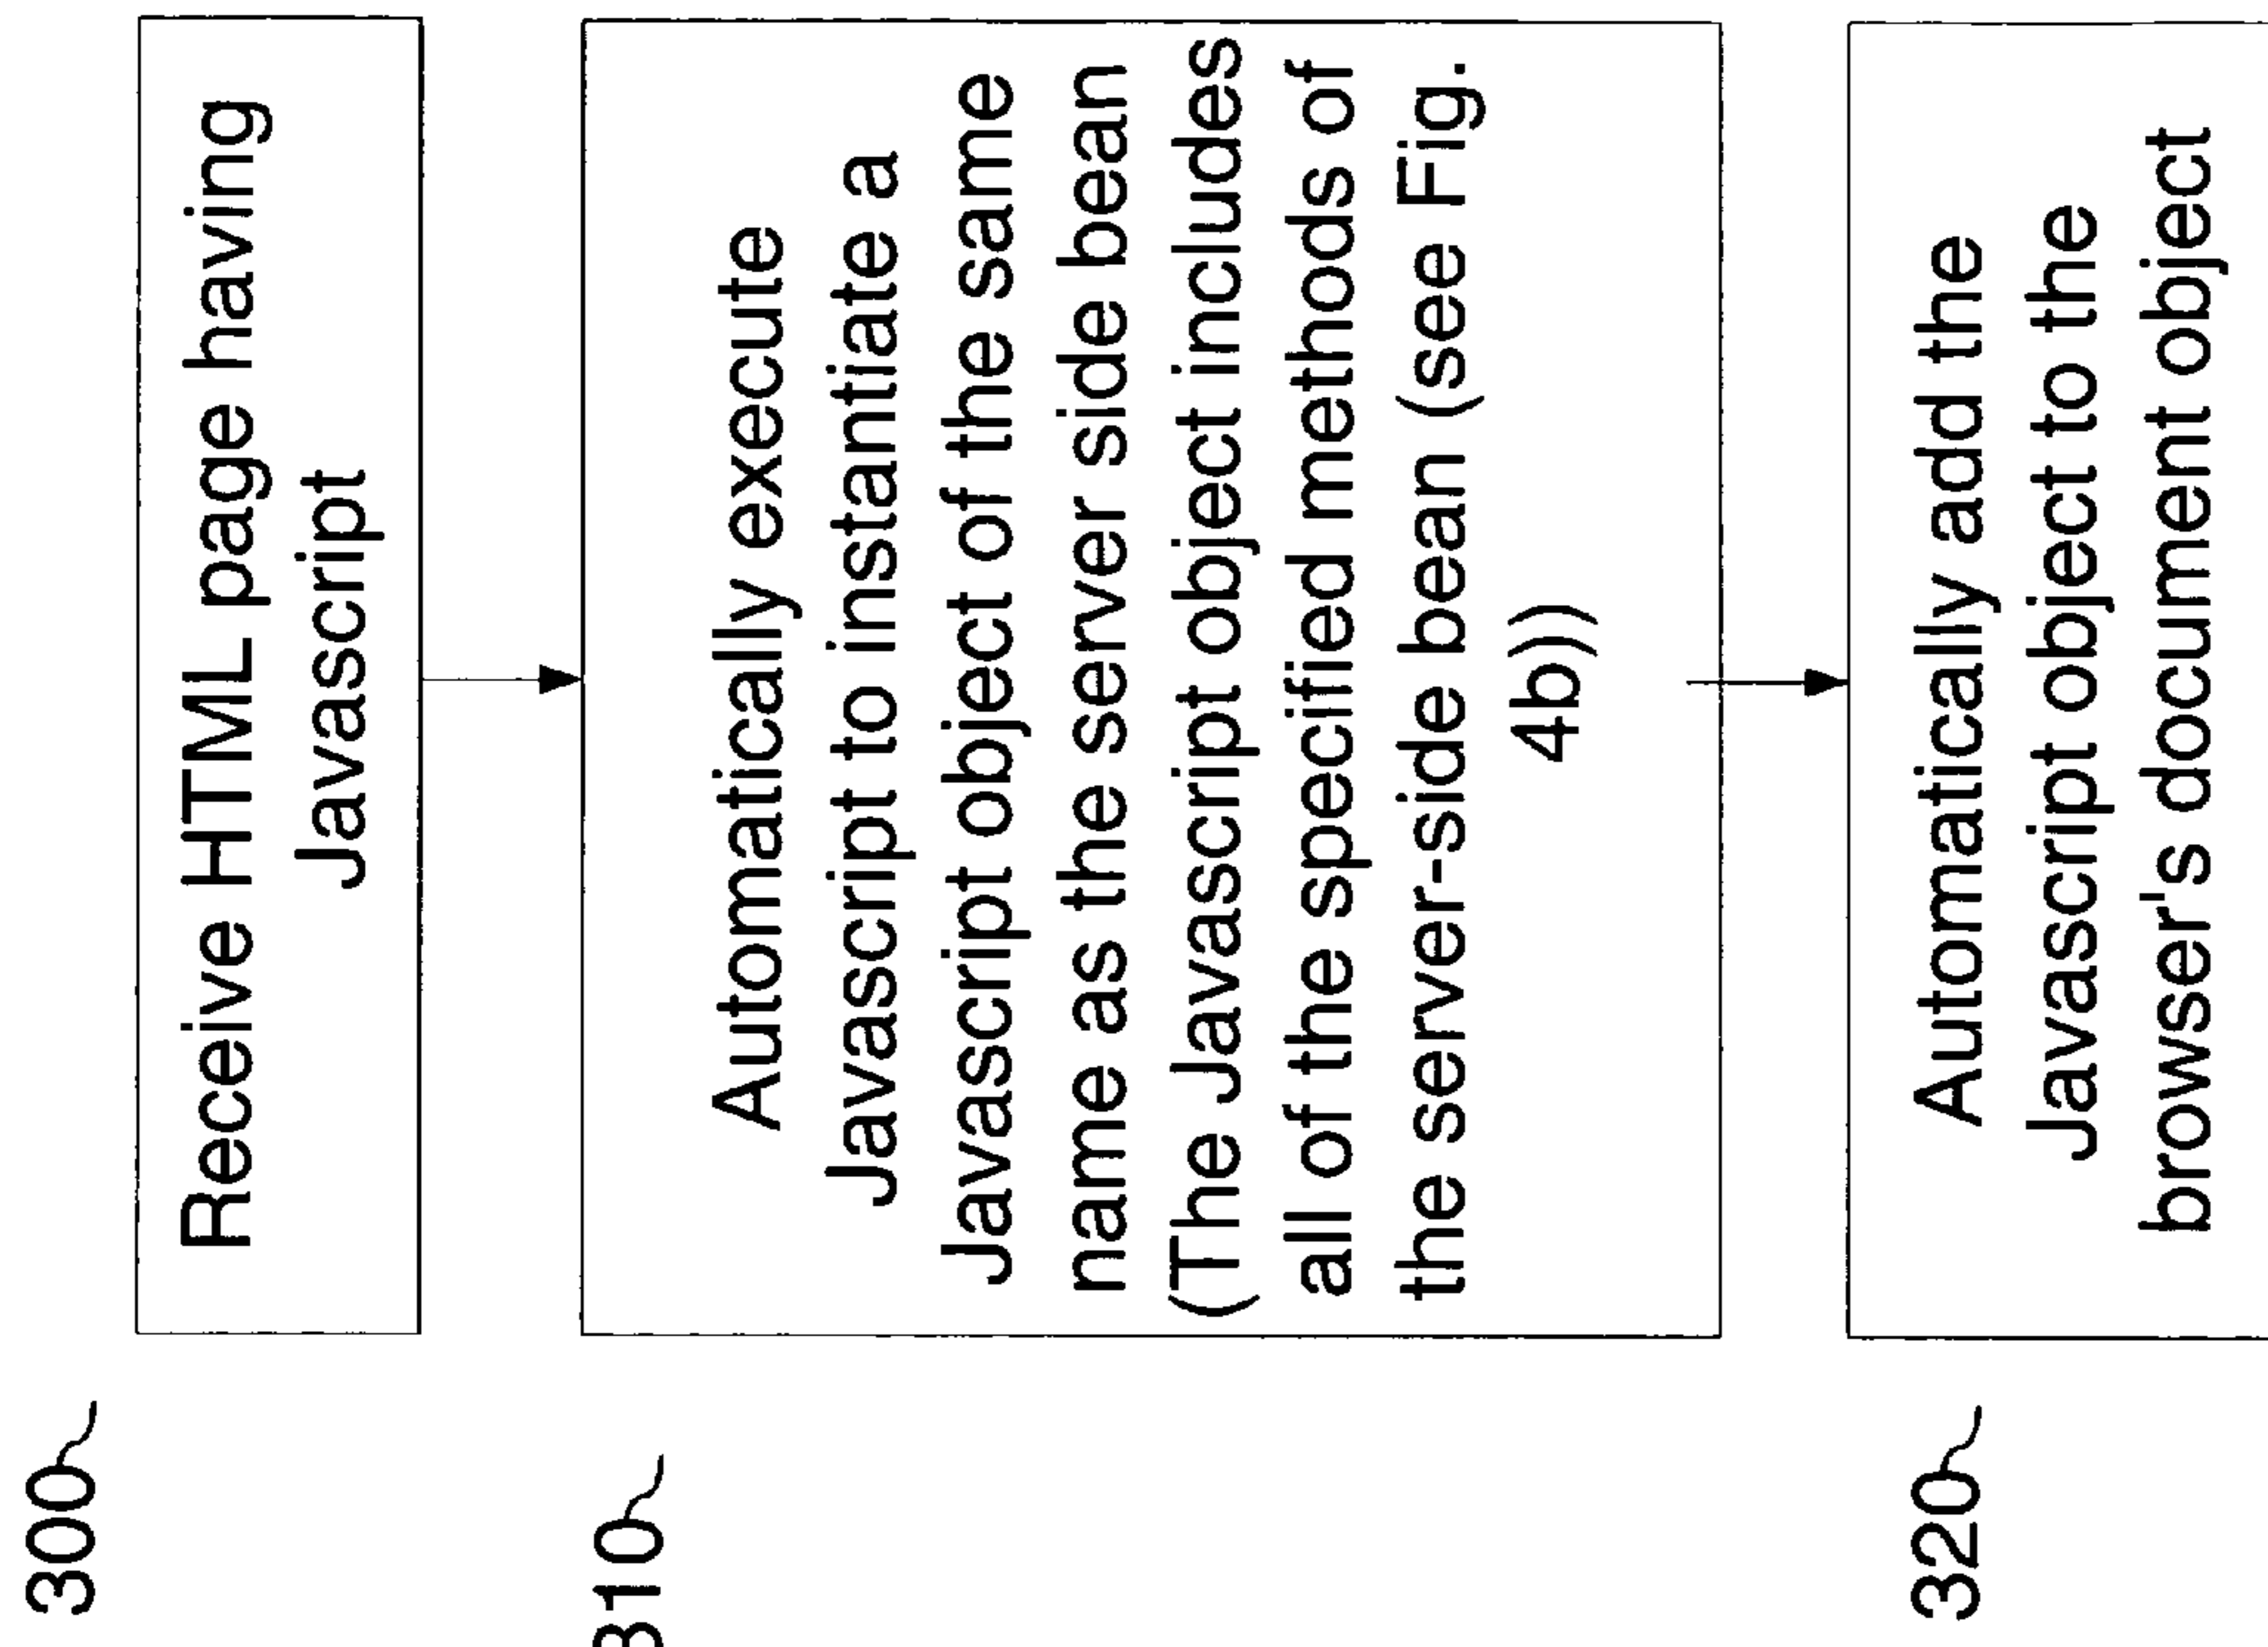 300
Receive HTML page having
Javascript
310
Automatically execute
Javascript to instantiate a
Javascript object of the same
name as the server side bean
(The Javascript object includes
all of the specified methods of
the server-side bean (see Fig.
4b))
320
Automatically add the
Javascript object to the
browser's document object